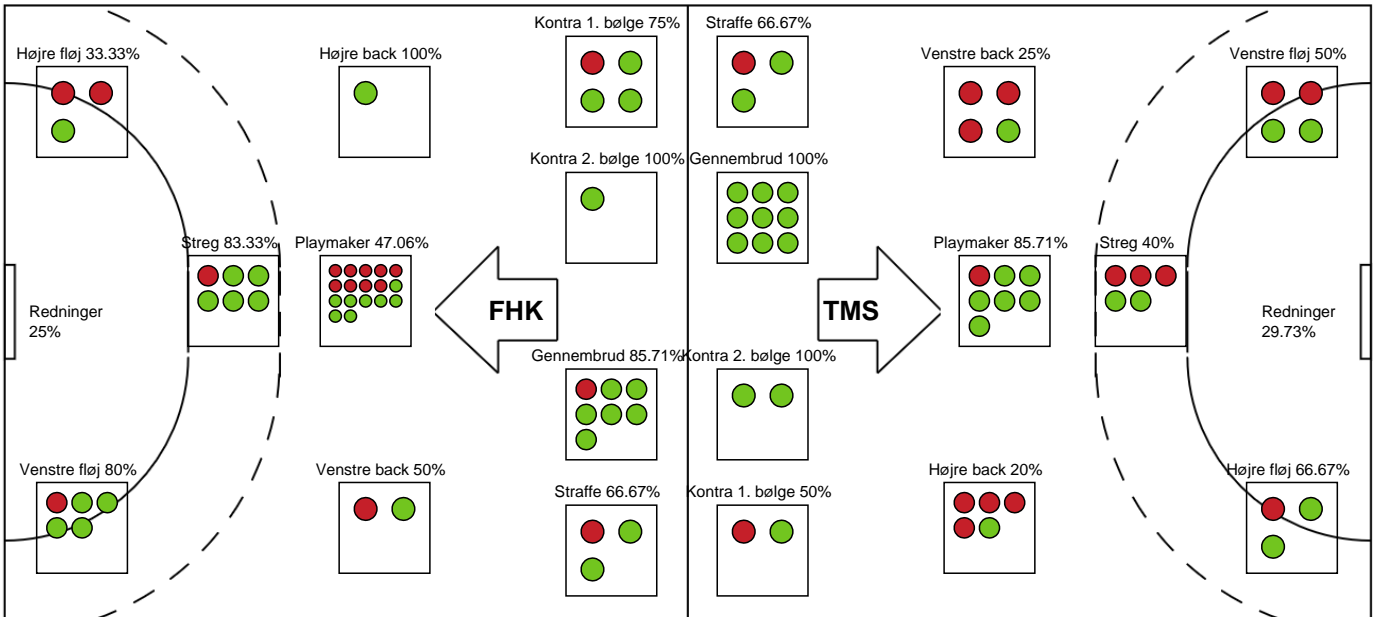 Kontra 1. bølge 75%
Straffe 66.67%
Højre fløj 33.33%
Højre back 100%
Venstre back 25%
Venstre fløj 50%
Kontra 2. bølge 100%
Gennembrud 100%
Streg 83.33%
Playmaker 47.06%
Playmaker 85.71%
Streg 40%
Redninger
25%
FHK
TMS
Redninger
29.73%
Gennembrud 85.71%
Kontra 2. bølge 100%
Venstre fløj 80%
Venstre back 50%
Højre back 20%
Højre fløj 66.67%
Straffe 66.67%
Kontra 1. bølge 50%